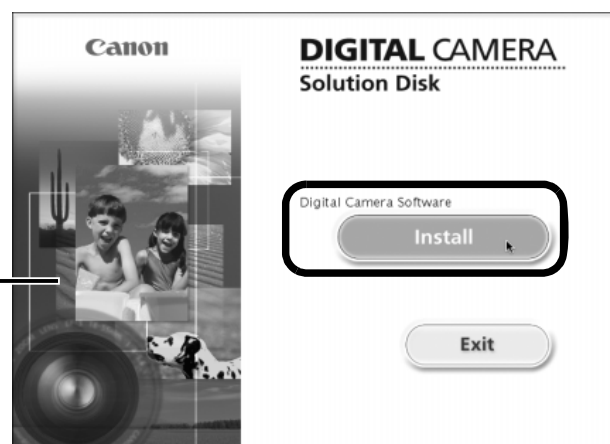 Canon
DIGITAL CAMERA
Solution Disk
Digital Camera Software
Install
Exit